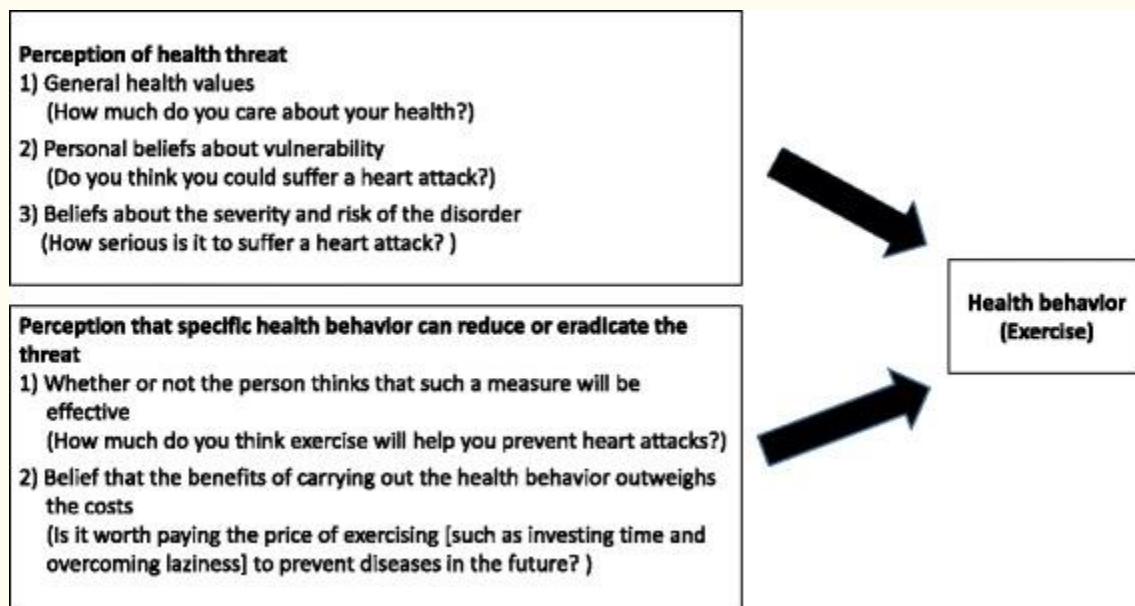 Perception of health threat
1) General health values
(How much do you care about your health?)
2) Personal beliefs about vulnerability
(Do you think you could suffer a heart attack?)
3) Beliefs about the severity and risk of the disorder
(How serious is it to suffer a heart attack? )
Perception that specific health behavior can reduce or eradicate the
threat
1) Whether or not the person thinks that such a measure will be
effective
(How much do you think exercise will help you prevent heart attacks?)
2) Belief that the benefits of carrying out the health behavior outweighs
the costs
(Is it worth paying the price of exercising [such as investing time and
overcoming laziness] to prevent diseases in the future? )
Health behavior
(Exercise)